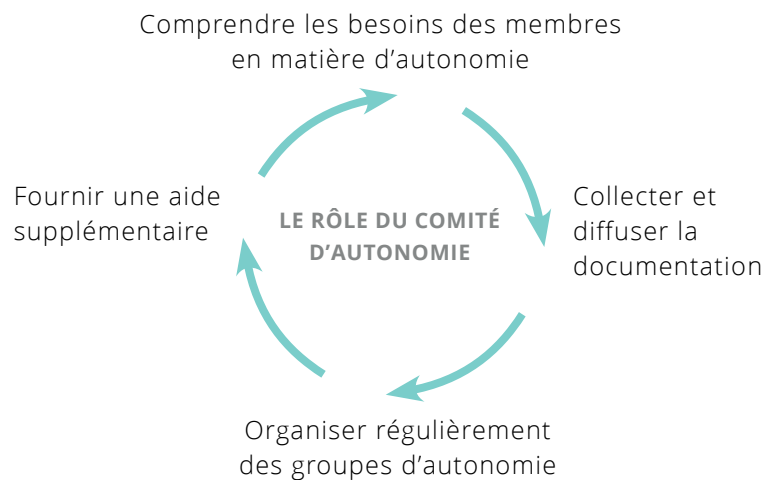 Comprendre les besoins des membres
en matière d’autonomie
Fournir une aide
supplémentaire
LE RÔLE DU COMITÉ
D’AUTONOMIE
Collecter et
diffuser la
documentation
Organiser régulièrement
des groupes d’autonomie